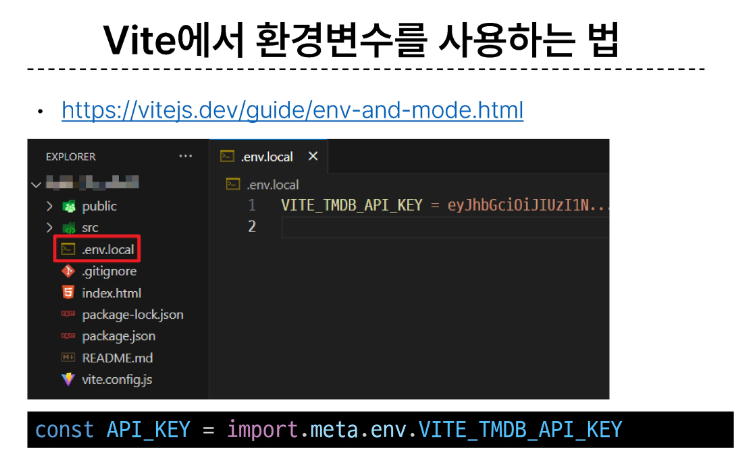 Vite에서 환경변수를 사용하는 법
• https://vitejs.dev/guide/env-and-mode.html
EXPLORER ···
public
src
.env.local
.gitignore
index.html
package-lock.json
package.json
README.md
vite.config.js
.env.local ×
.env.local
1 VITE_TMDB_API_KEY = eyJhbGciOiJIUzI1N...
2
const API_KEY = import.meta.env.VITE_TMDB_API_KEY